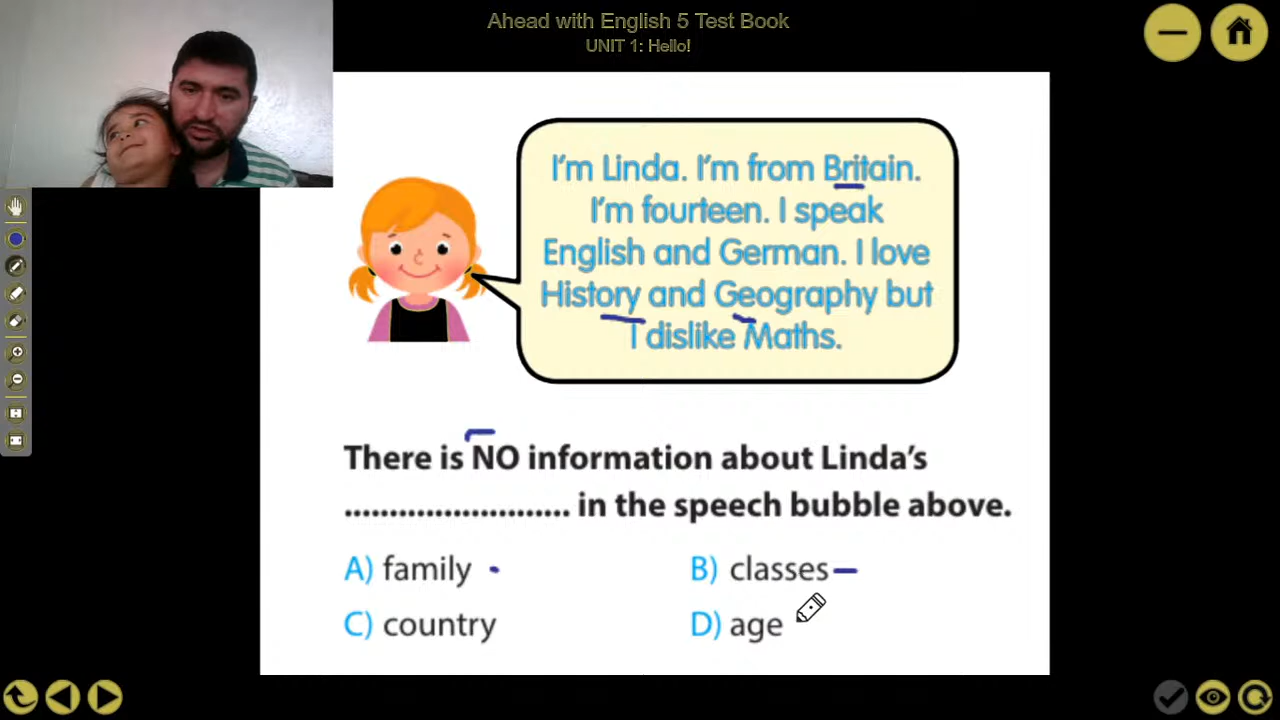 Ahead with English 5 Test Book
UNIT 1: Hello!
I'm Linda. I'm from Britain.
I'm fourteen. I speak
English and German. I love
History and Geography but
I dislike Maths.
There is NO information about Linda's
......................... in the speech bubble above.
A) family
B) classes
C) country
D) age